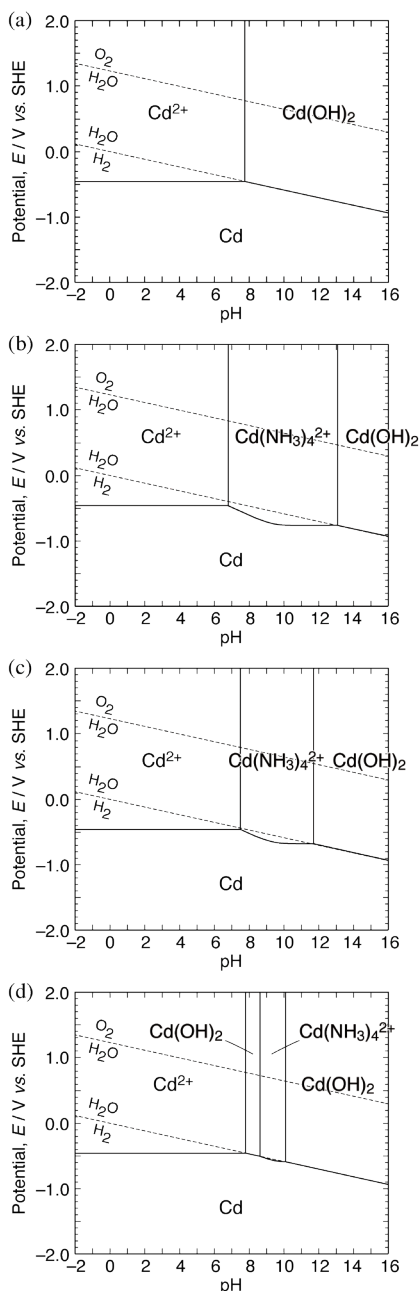 (a)
Potential, E / V vs. SHE
2.0
1.0
0.0
−1.0
−2.0
O2
H2O
H2O
H2
Cd2+
Cd(OH)2
Cd
−2 0 2 4 6 8 10 12 14 16
pH
(b)
Potential, E / V vs. SHE
2.0
1.0
0.0
−1.0
−2.0
O2
H2O
H2O
H2
Cd2+
Cd(NH3)42+
Cd(OH)2
Cd
−2 0 2 4 6 8 10 12 14 16
pH
(c)
Potential, E / V vs. SHE
2.0
1.0
0.0
−1.0
−2.0
O2
H2O
H2O
H2
Cd2+
Cd(NH3)42+
Cd(OH)2
Cd
−2 0 2 4 6 8 10 12 14 16
pH
(d)
Potential, E / V vs. SHE
2.0
1.0
0.0
−1.0
−2.0
O2
H2O
H2O
H2
Cd(OH)2
Cd(NH3)42+
Cd2+
Cd(OH)2
Cd
−2 0 2 4 6 8 10 12 14 16
pH